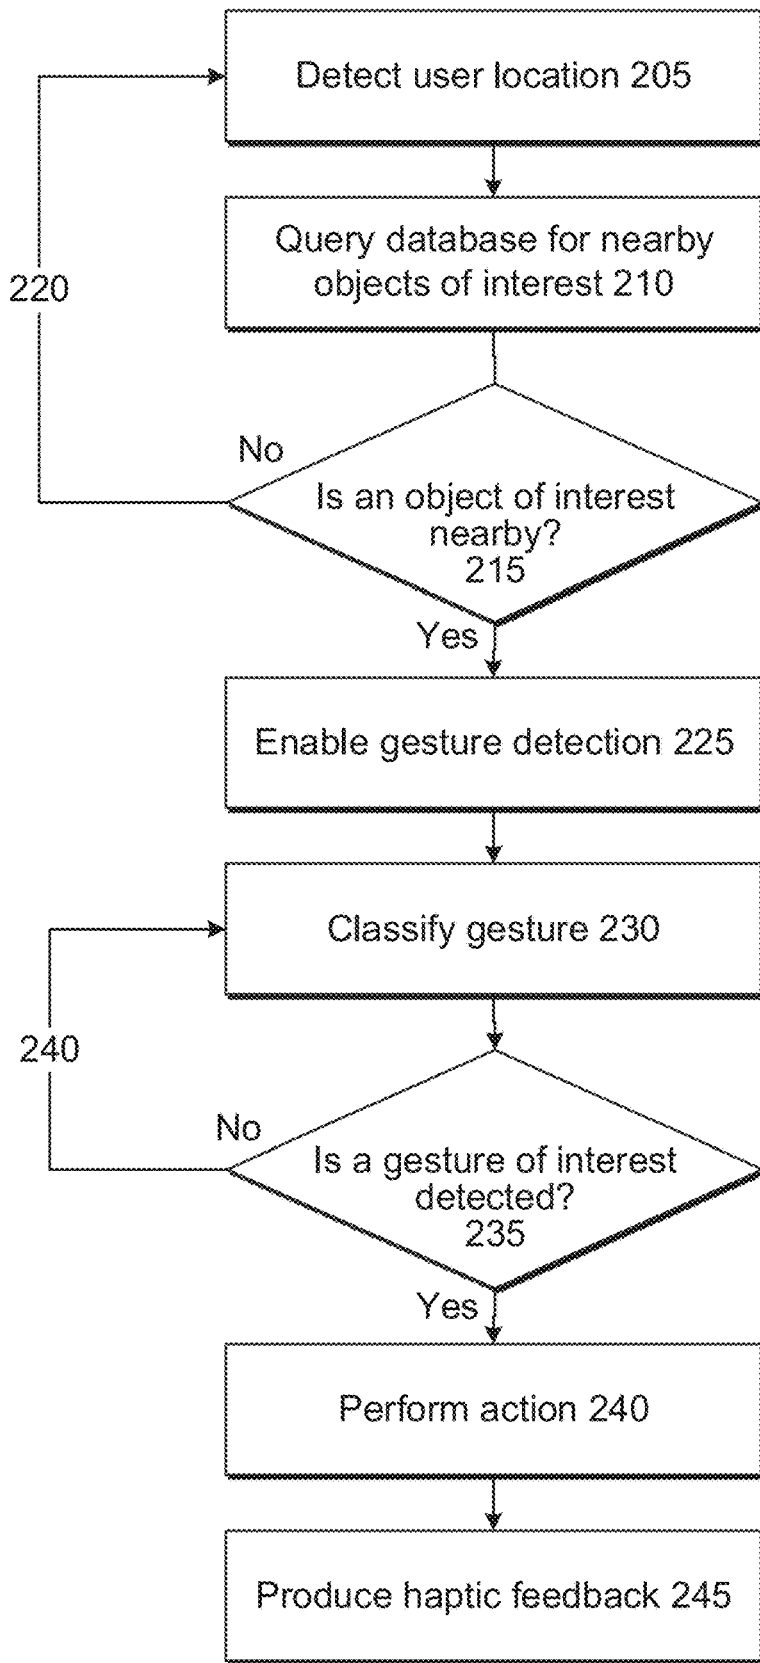 Detect user location 205
Query database for nearby
objects of interest 210
220
No
Is an object of interest
nearby?
215
Yes
Enable gesture detection 225
Classify gesture 230
240
No
Is a gesture of interest
detected?
235
Yes
Perform action 240
Produce haptic feedback 245